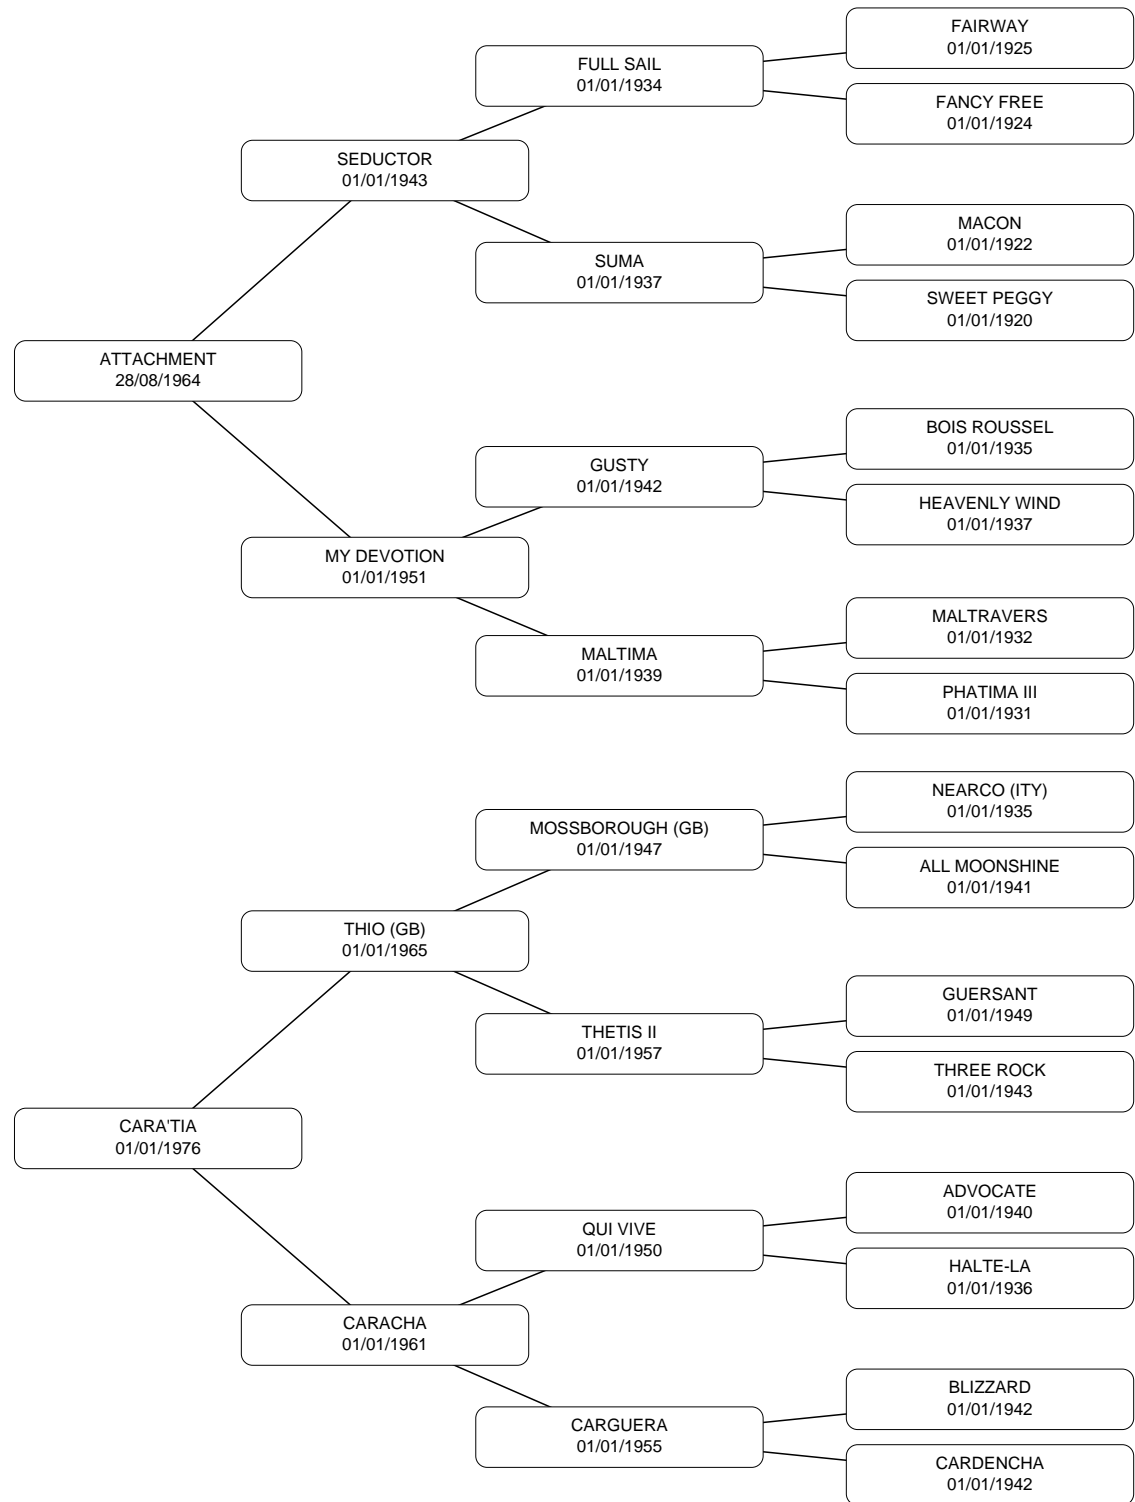 FAIRWAY
01/01/1925
FULL SAIL
01/01/1934
FANCY FREE
01/01/1924
SEDUCTOR
01/01/1943
MACON
01/01/1922
SUMA
01/01/1937
SWEET PEGGY
01/01/1920
ATTACHMENT
28/08/1964
BOIS ROUSSEL
01/01/1935
GUSTY
01/01/1942
HEAVENLY WIND
01/01/1937
MY DEVOTION
01/01/1951
MALTRAVERS
01/01/1932
MALTIMA
01/01/1939
PHATIMA III
01/01/1931
NEARCO (ITY)
01/01/1935
MOSSBOROUGH (GB)
01/01/1947
ALL MOONSHINE
01/01/1941
THIO (GB)
01/01/1965
GUERSANT
01/01/1949
THETIS II
01/01/1957
THREE ROCK
01/01/1943
CARA'TIA
01/01/1976
ADVOCATE
01/01/1940
QUI VIVE
01/01/1950
HALTE-LA
01/01/1936
CARACHA
01/01/1961
BLIZZARD
01/01/1942
CARGUERA
01/01/1955
CARDENCHA
01/01/1942